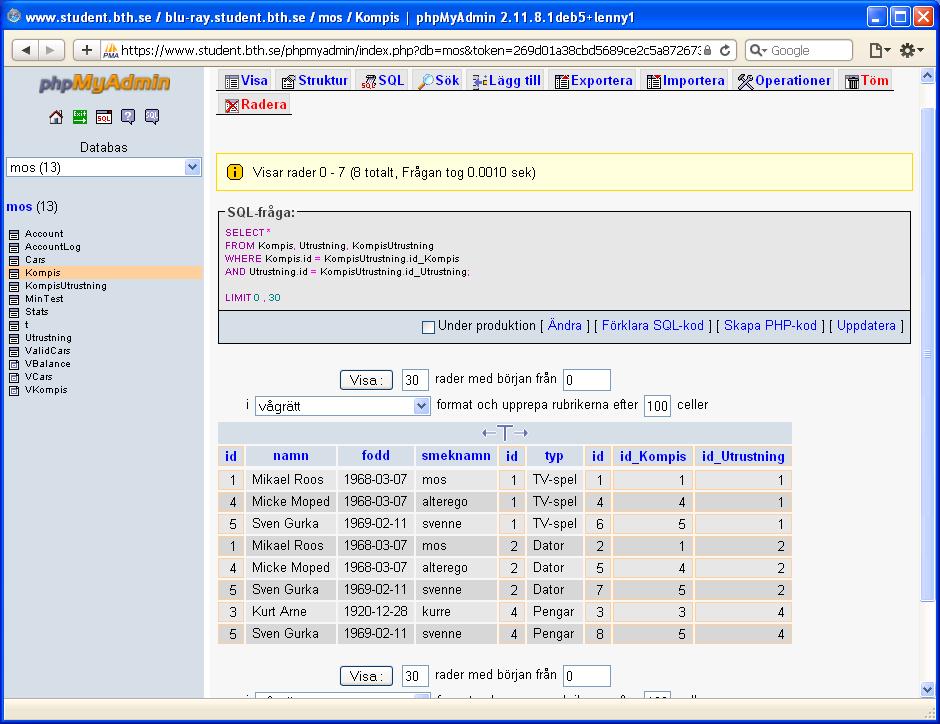 www.student.bth.se / blu-ray.student.bth.se / mos / Kompis | phpMyAdmin 2.11.8.1deb5+lenny1
https://www.student.bth.se/phpmyadmin/index.php?db=mos&token=269d01a38cbd5689ce2c5a87267 Google
phpMyAdmin
Databas
mos (13)
mos (13)
Account
AccountLog
Cars
Kompis
KompisUtrustning
MinTest
Stats
t
Utrustning
ValidCars
VBalance
VCars
VKompis
Visa Struktur SQL Sök Lägg till Exportera Importera Operationer Töm
Radera
Visar rader 0 - 7 (8 totalt, Frågan tog 0.0010 sek)
SQL-fråga:
SELECT *
FROM Kompis, Utrustning, KompisUtrustning
WHERE Kompis.id = KompisUtrustning.id_Kompis
AND Utrustning.id = KompisUtrustning.id_Utrustning;
LIMIT 0 , 30
Under produktion [ Ändra ] [ Förklara SQL-kod ] [ Skapa PHP-kod ] [ Uppdatera ]
Visa : 30 rader med början från 0
i vågrätt format och upprepa rubrikerna efter 100 celler
←T→
id namn fodd smeknamn id typ id id_Kompis id_Utrustning
1 Mikael Roos 1968-03-07 mos 1 TV-spel 1 1 1
4 Micke Moped 1968-03-07 alterego 1 TV-spel 4 4 1
5 Sven Gurka 1969-02-11 svenne 1 TV-spel 6 5 1
1 Mikael Roos 1968-03-07 mos 2 Dator 2 1 2
4 Micke Moped 1968-03-07 alterego 2 Dator 5 4 2
5 Sven Gurka 1969-02-11 svenne 2 Dator 7 5 2
3 Kurt Arne 1920-12-28 kurre 4 Pengar 3 3 4
5 Sven Gurka 1969-02-11 svenne 4 Pengar 8 5 4
Visa : 30 rader med början från 0